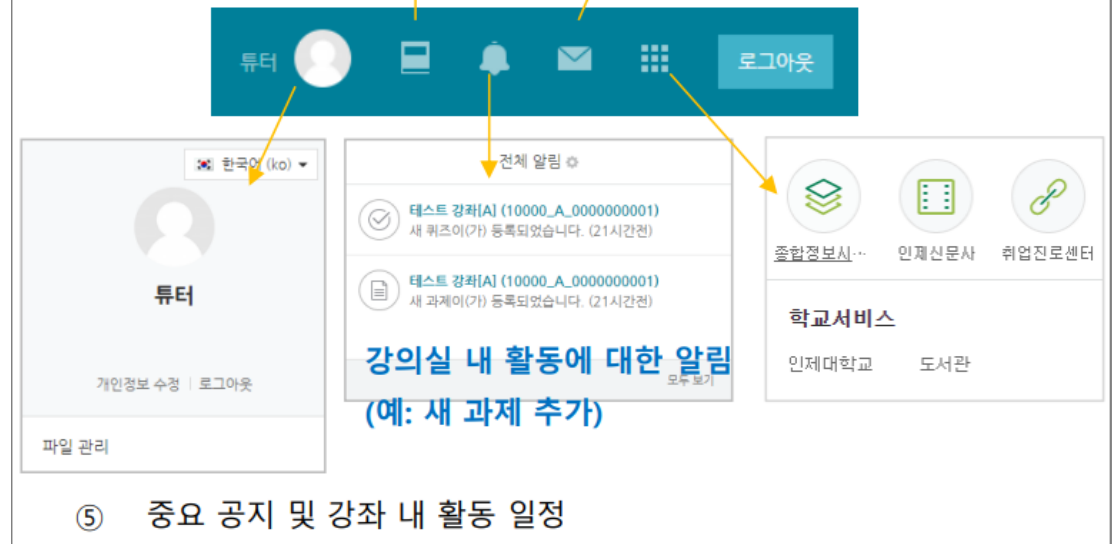 튜터
로그아웃
한국어 (ko)
튜터
개인정보 수정 | 로그아웃
파일 관리
전체 알림
테스트 강좌[A] (10000_A_0000000001)
새 퀴즈이(가) 등록되었습니다. (21시간전)
테스트 강좌[A] (10000_A_0000000001)
새 과제이(가) 등록되었습니다. (21시간전)
강의실 내 활동에 대한 알림
모두 보기
(예: 새 과제 추가)
종합정보시… 인제신문사 취업진로센터
학교서비스
인제대학교 도서관
⑤ 중요 공지 및 강좌 내 활동 일정